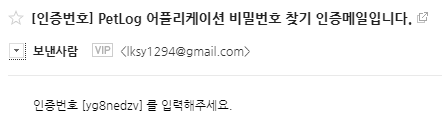 [인증번호] PetLog 어플리케이션 비밀번호 찾기 인증메일입니다.
보낸사람 VIP <lksy1294@gmail.com>
인증번호 [yg8nedzv] 를 입력해주세요.